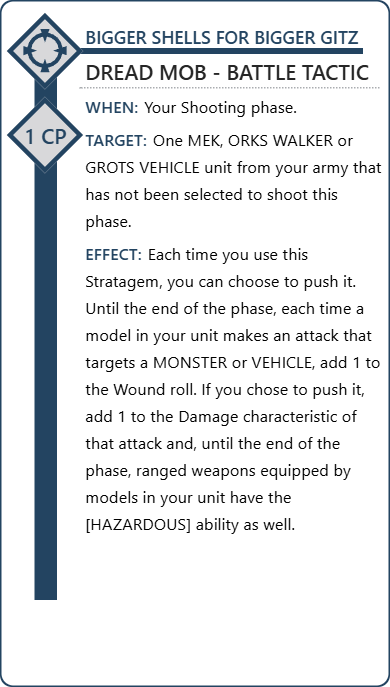 BIGGER SHELLS FOR BIGGER GITZ
DREAD MOB - BATTLE TACTIC
WHEN: Your Shooting phase.
1 CP
TARGET: One MEK, ORKS WALKER or
GROTS VEHICLE unit from your army that
has not been selected to shoot this
phase.
EFFECT: Each time you use this
Stratagem, you can choose to push it.
Until the end of the phase, each time a
model in your unit makes an attack that
targets a MONSTER or VEHICLE, add 1 to
the Wound roll. If you chose to push it,
add 1 to the Damage characteristic of
that attack and, until the end of the
phase, ranged weapons equipped by
models in your unit have the
[HAZARDOUS] ability as well.